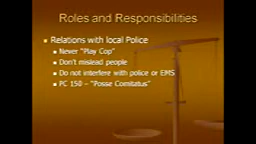 Roles and Responsibilities
Relations with local Police
Never "Play Cop"
Don't mislead people
Do not interfere with police or EMS
PC 150 – "Posse Comitatus"